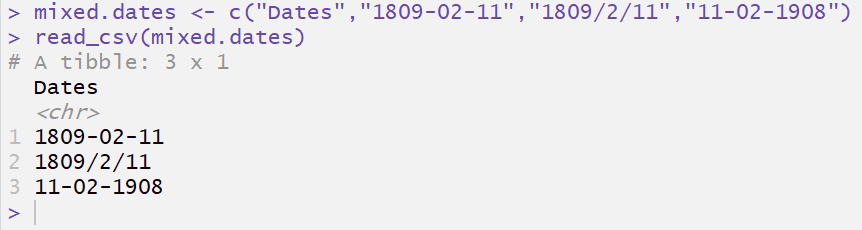 > mixed.dates <- c("Dates","1809-02-11","1809/2/11","11-02-1908")
> read_csv(mixed.dates)
# A tibble: 3 x 1
Dates
<chr>
1 1809-02-11
2 1809/2/11
3 11-02-1908
>